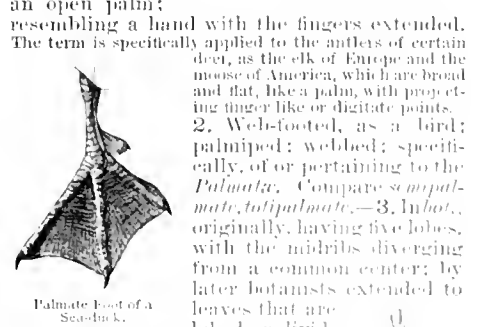 an open palm;
resembling a hand with the fingers extended.
The term is specifically applied to the antlers of certain
deer, as the elk of Europe and the
moose of America, which are broad
and flat, like a palm, with project-
ing finger like or digitate points.
2. Web-footed, as a bird;
palmiped; webbed; specifi-
cally, of or pertaining to the
Palmatæ. Compare semipal-
mate, totipalmate.—3. In bot.,
originally, having five lobes,
with the midribs diverging
from a common center; by
later botanists extended to
leaves that are
Palmate Foot of a
Sea-duck.